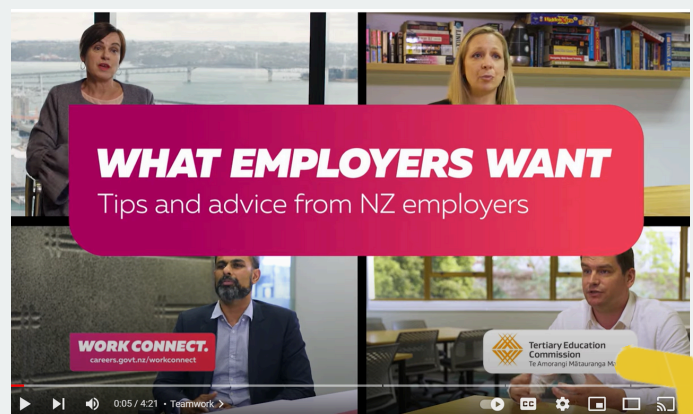 WHAT EMPLOYERS WANT
Tips and advice from NZ employers
WORK CONNECT.
careers.govt.nz/workconnect
Tertiary Education
Commission
Te Amorangi Mātauranga
0:05 / 4:21 • Teamwork >
CC